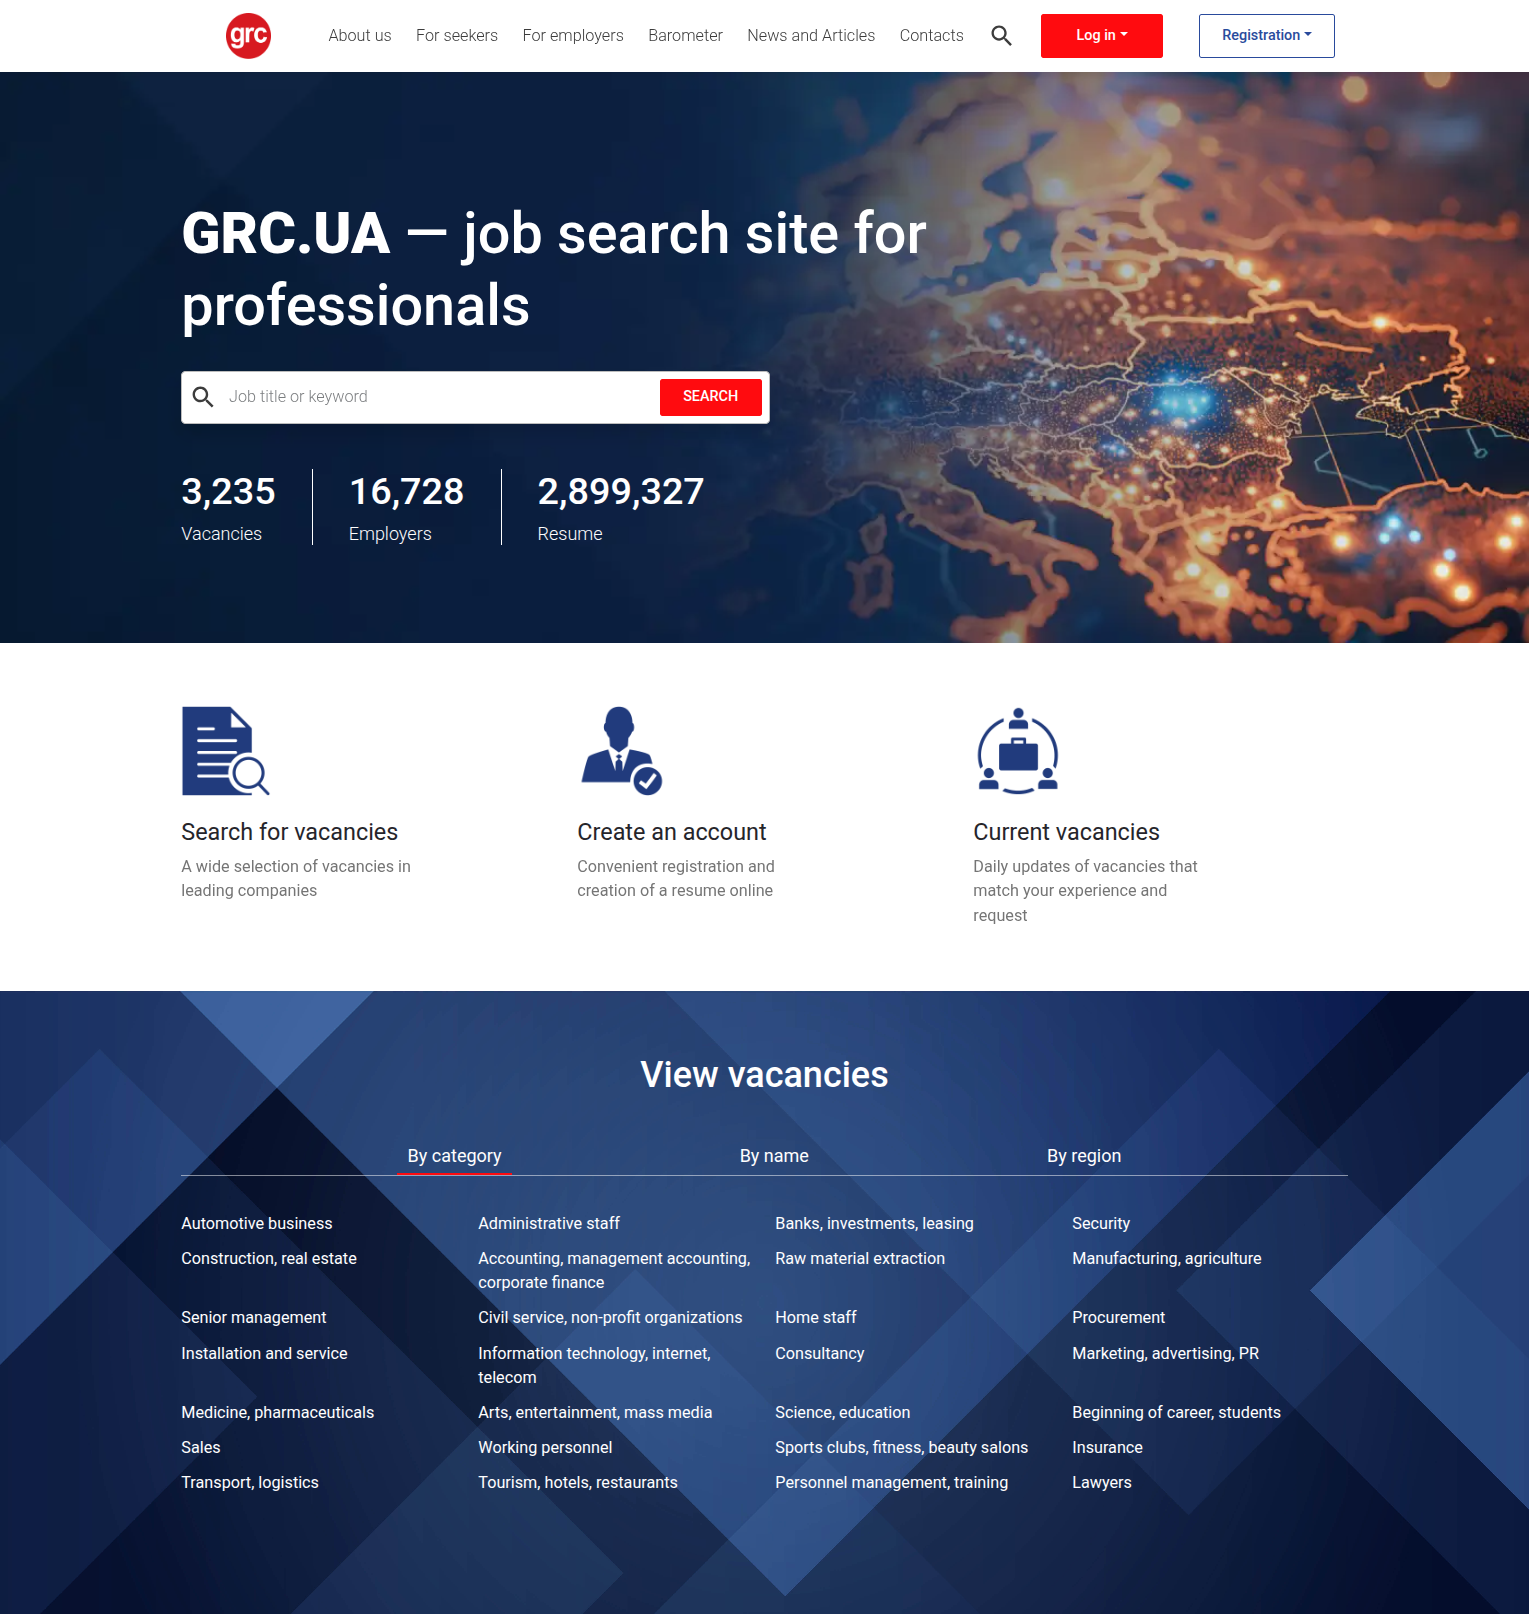 grc
About us
For seekers
For employers
Barometer
News and Articles
Contacts
Log in
Registration
GRC.UA — job search site for
professionals
Job title or keyword
SEARCH
3,235
Vacancies
16,728
Employers
2,899,327
Resume
Search for vacancies
A wide selection of vacancies in
leading companies
Create an account
Convenient registration and
creation of a resume online
Current vacancies
Daily updates of vacancies that
match your experience and
request
View vacancies
By category
By name
By region
Automotive business
Administrative staff
Banks, investments, leasing
Security
Construction, real estate
Accounting, management accounting,
corporate finance
Raw material extraction
Manufacturing, agriculture
Senior management
Civil service, non-profit organizations
Home staff
Procurement
Installation and service
Information technology, internet,
telecom
Consultancy
Marketing, advertising, PR
Medicine, pharmaceuticals
Arts, entertainment, mass media
Science, education
Beginning of career, students
Sales
Working personnel
Sports clubs, fitness, beauty salons
Insurance
Transport, logistics
Tourism, hotels, restaurants
Personnel management, training
Lawyers